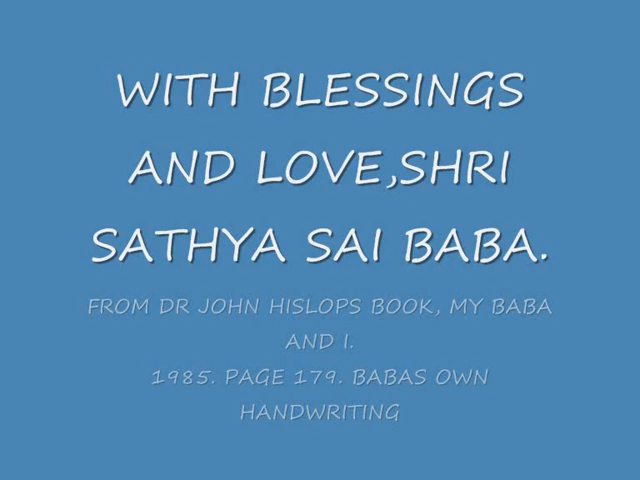 WITH BLESSINGS
AND LOVE,SHRI
SATHYA SAI BABA.
FROM DR JOHN HISLOPS BOOK, MY BABA
AND I.
1985. PAGE 179. BABAS OWN
HANDWRITING